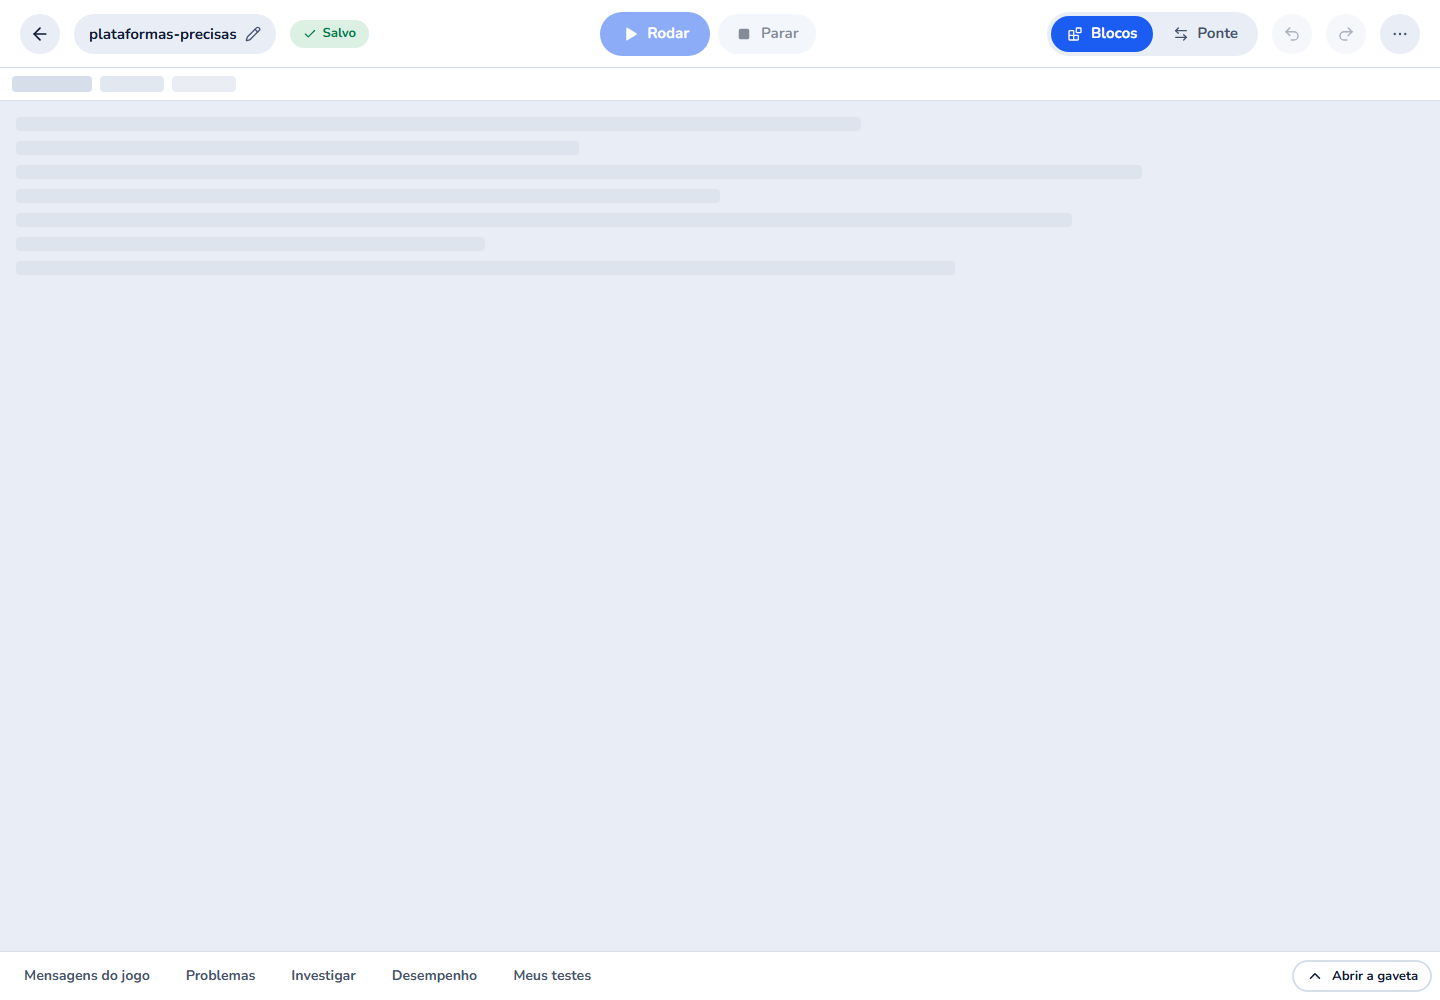 plataformas-precisas
Salvo
Rodar
Parar
Blocos
Ponte
Mensagens do jogo
Problemas
Investigar
Desempenho
Meus testes
Abrir a gaveta